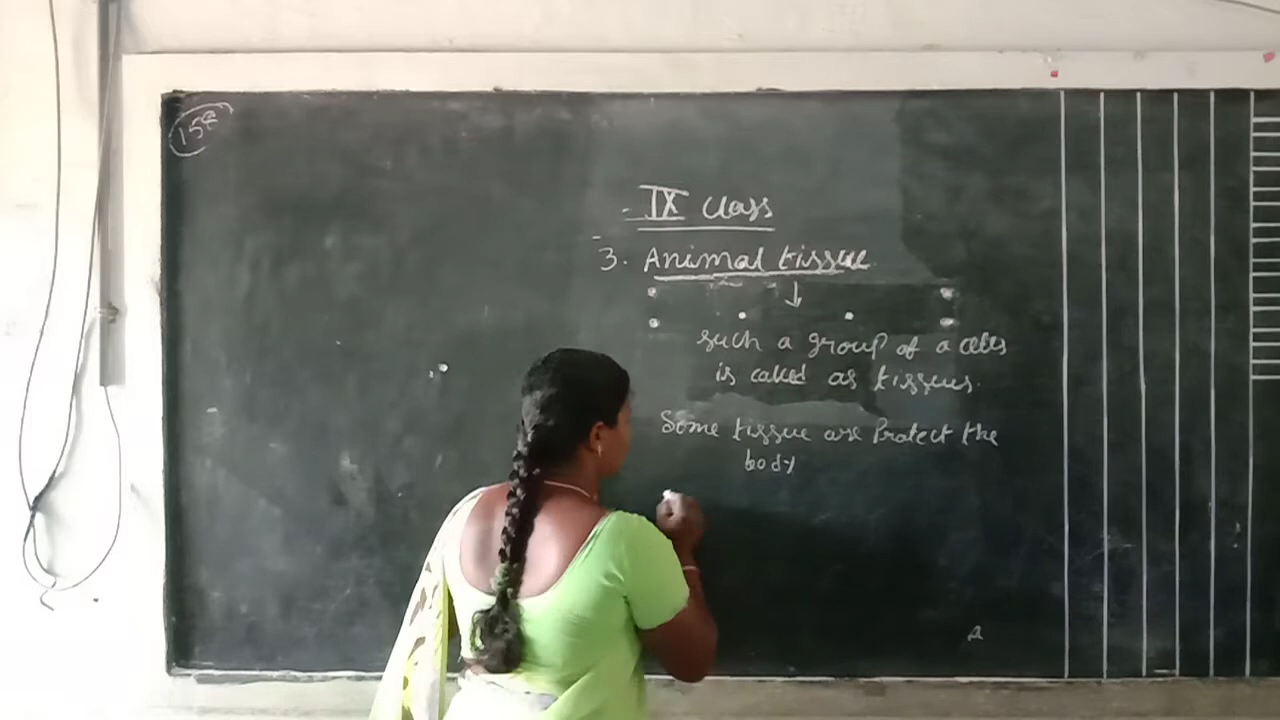 IX Class
3. Animal tissue
such a group of a cells
is called as tissues.
Some tissue are Protect the
body